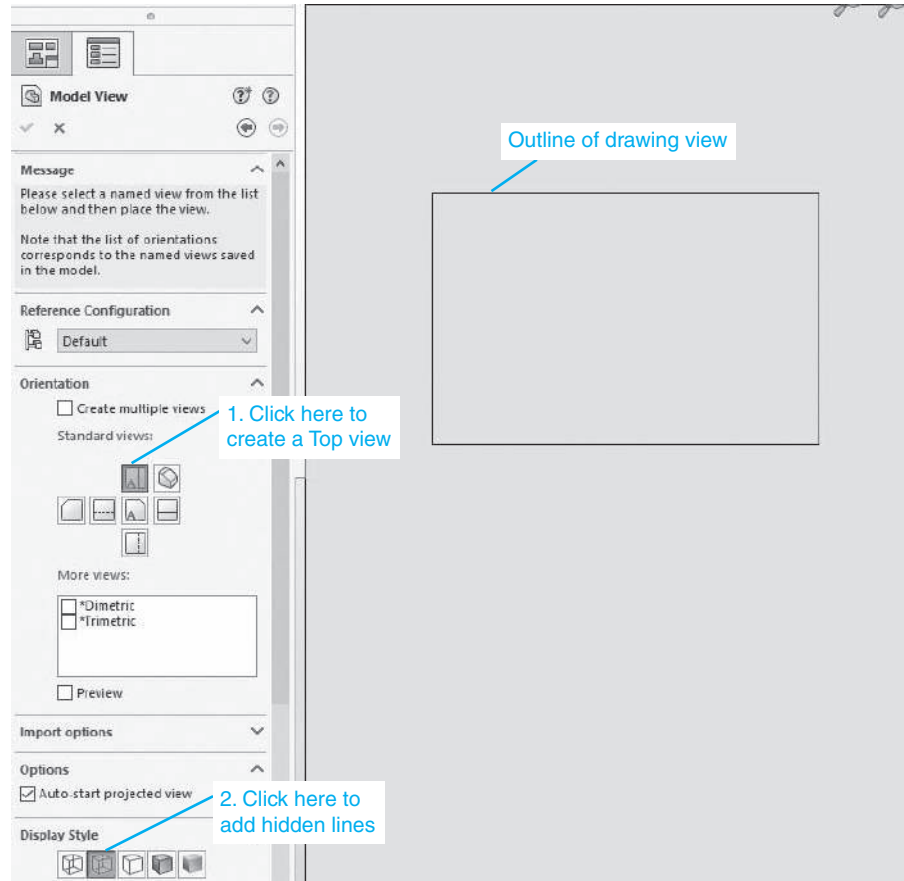 Model View
Message
Please select a named view from the list
below and then place the view.
Note that the list of orientations
corresponds to the named views saved
in the model.
Reference Configuration
Default
Orientation
Create multiple views
Standard views:
More views:
*Dimetric
*Trimetric
Preview
Import options
Options
Auto-start projected view
Display Style
Outline of drawing view
1. Click here to
create a Top view
2. Click here to
add hidden lines